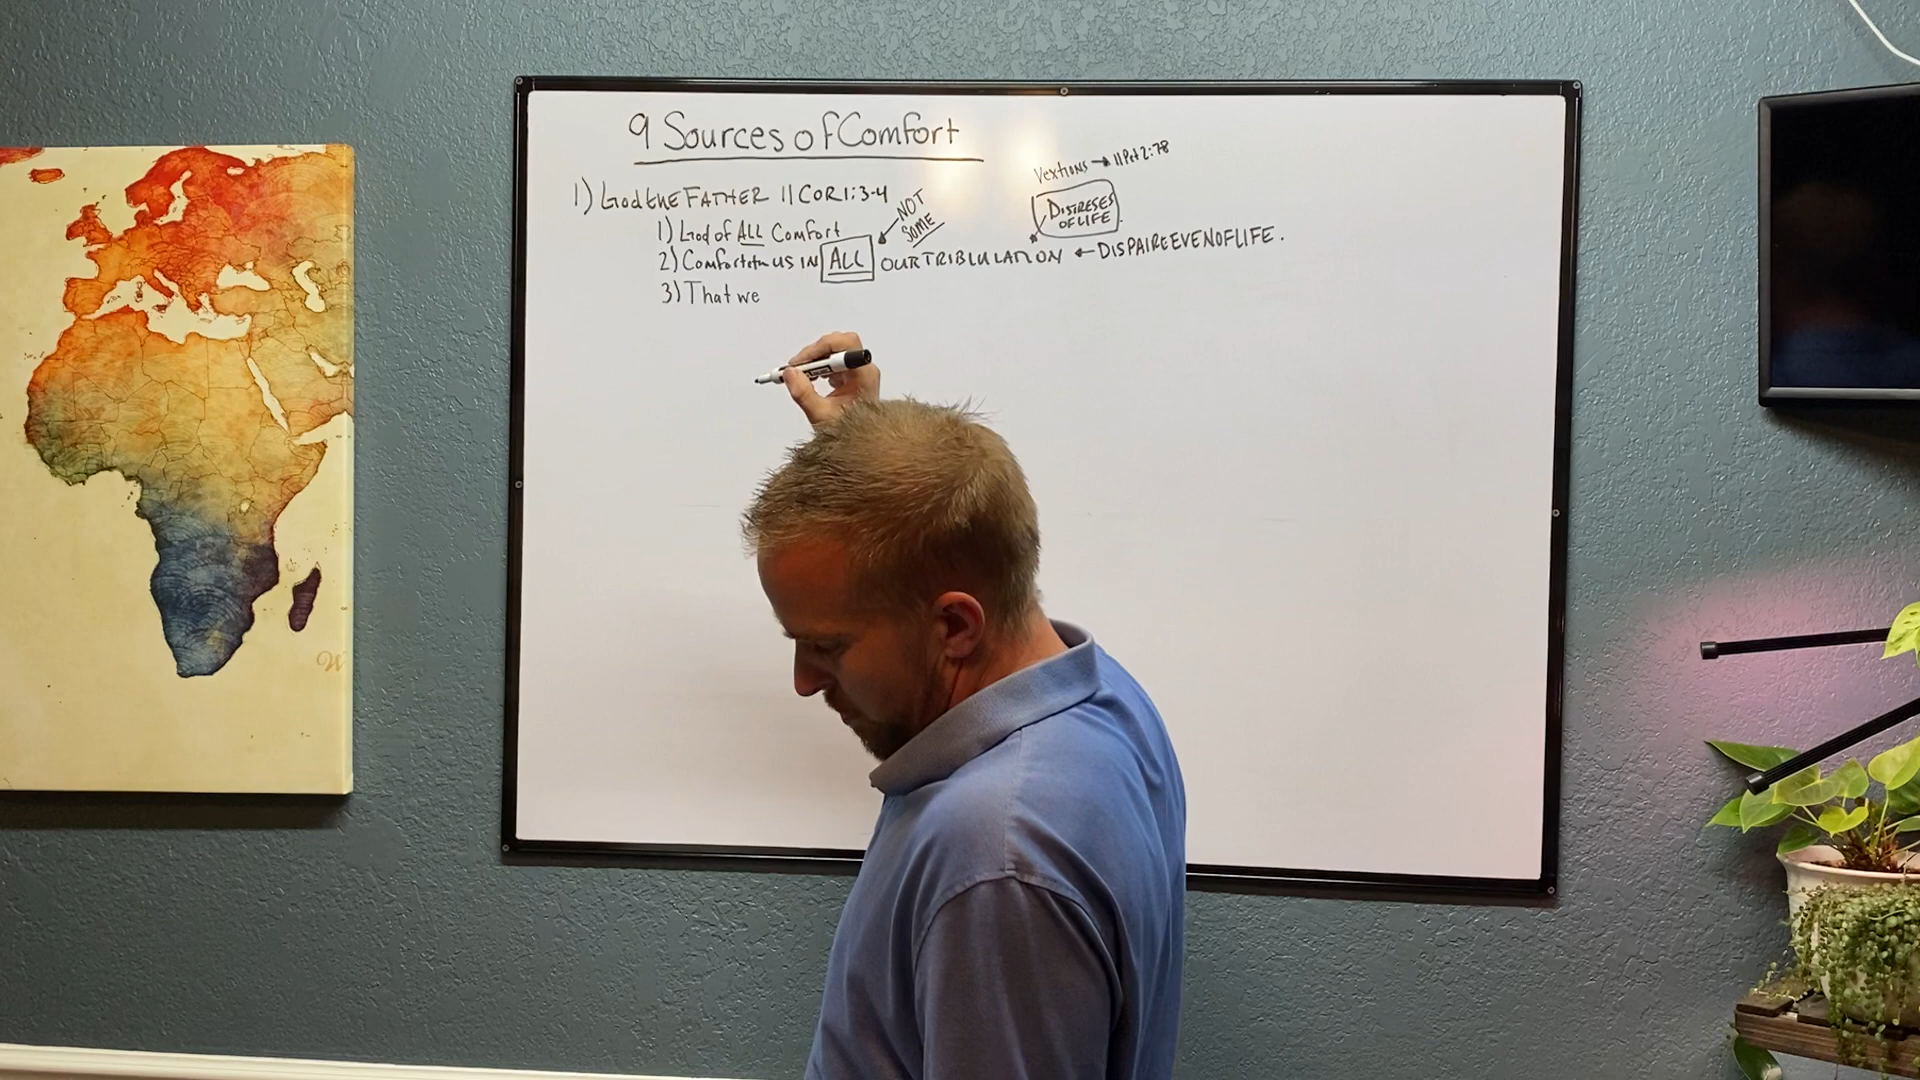 9 Sources of Comfort
Vextions → II Pet 2:78
1) God the FATHER II COR 1:3-4
NOT SOME
DISTRESES OF LIFE
1) God of ALL Comfort
2) Comforteth us IN ALL OUR TRIBLULATION ← DISPAIRE EVEN OF LIFE.
3) That we